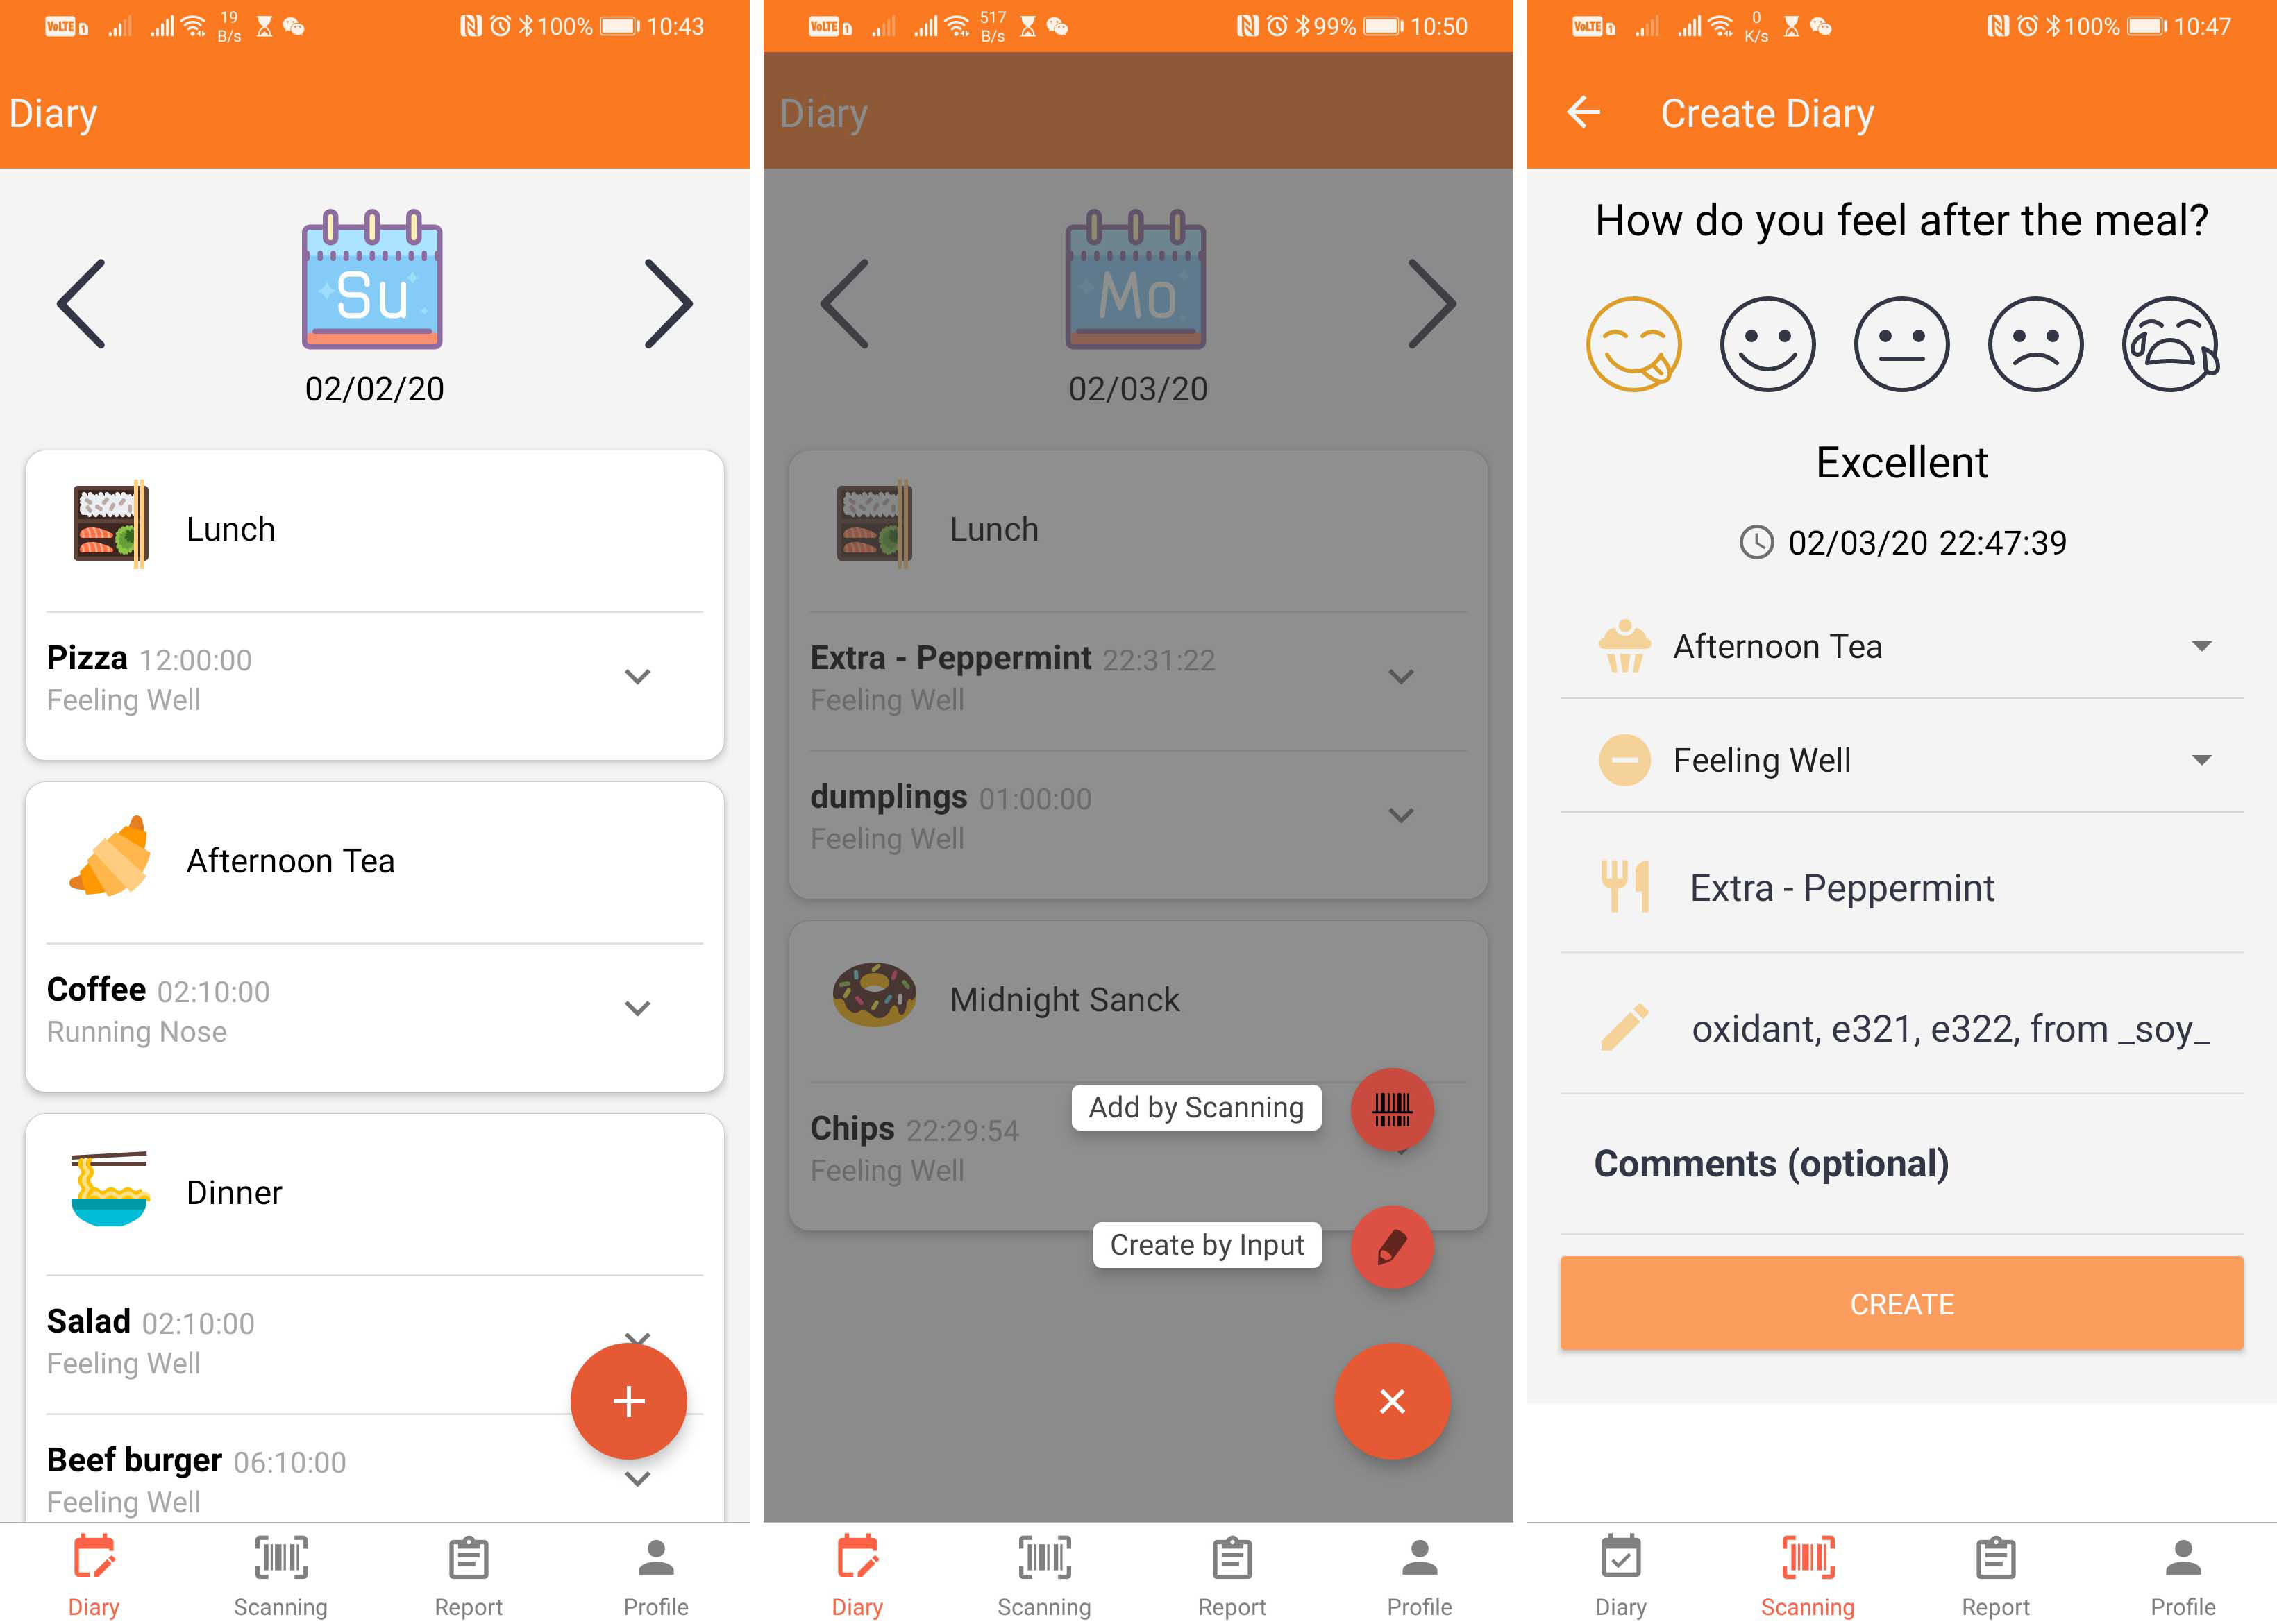 VoLTE 1 19 B/s 100% 10:43
Diary
Su
02/02/20
Lunch
Pizza 12:00:00
Feeling Well
Afternoon Tea
Coffee 02:10:00
Running Nose
Dinner
Salad 02:10:00
Feeling Well
+
Beef burger 06:10:00
Feeling Well
Diary Scanning Report Profile
VoLTE 1 517 B/s 99% 10:50
Diary
Mo
02/03/20
Lunch
Extra - Peppermint 22:31:22
Feeling Well
dumplings 01:00:00
Feeling Well
Midnight Sanck
Add by Scanning
Chips 22:29:54
Feeling Well
Create by Input
Diary Scanning Report Profile
VoLTE 1 0 K/s 100% 10:47
Create Diary
How do you feel after the meal?
Excellent
02/03/20 22:47:39
Afternoon Tea
Feeling Well
Extra - Peppermint
oxidant, e321, e322, from _soy_
Comments (optional)
CREATE
Diary Scanning Report Profile